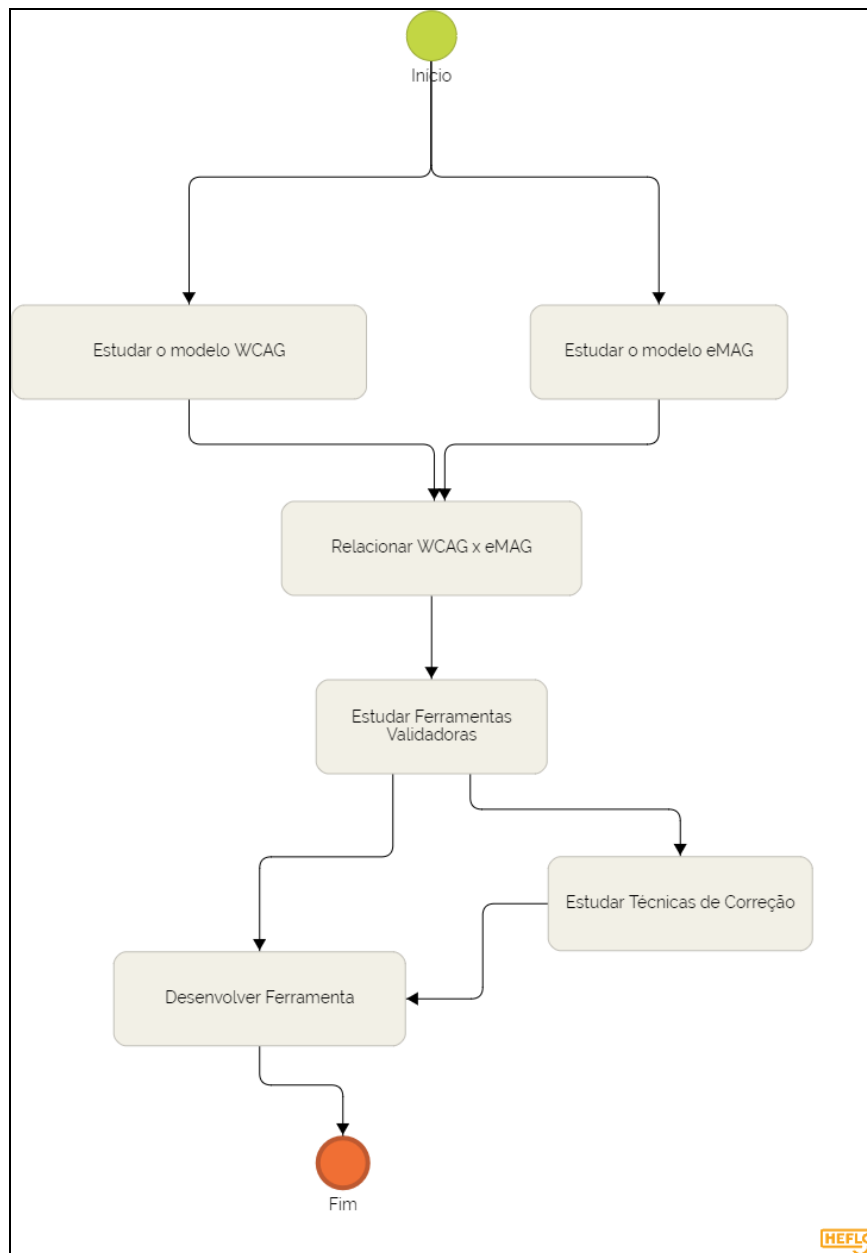 Início
Estudar o modelo WCAG
Estudar o modelo eMAG
Relacionar WCAG x eMAG
Estudar Ferramentas
Validadoras
Estudar Técnicas de Correção
Desenvolver Ferramenta
Fim